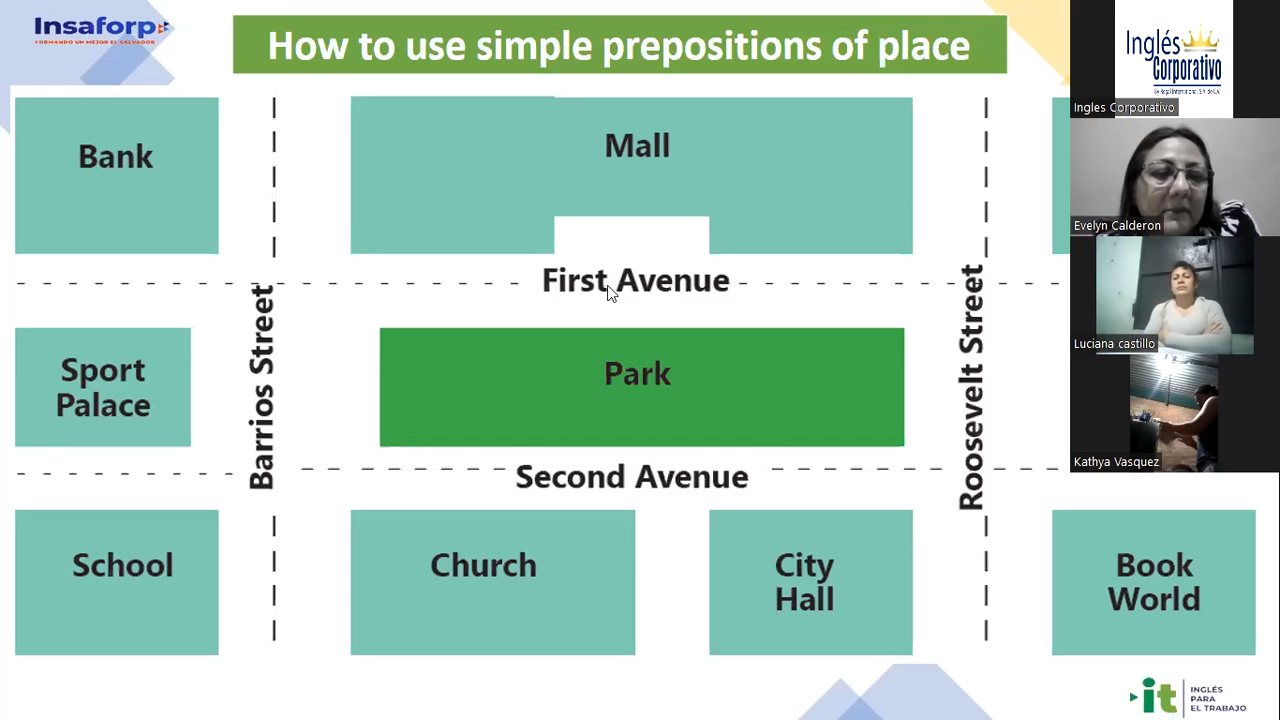 Insaforp
FORMANDO UN MEJOR EL SALVADOR
How to use simple prepositions of place
Bank
Mall
First Avenue
Barrios Street
Roosevelt Street
Sport
Palace
Park
Second Avenue
School
Church
City
Hall
Book
World
Inglés
Corporativo
Ingles Corporativo
Evelyn Calderon
Luciana castillo
Kathya Vasquez
it
INGLÉS
PARA
EL TRABAJO